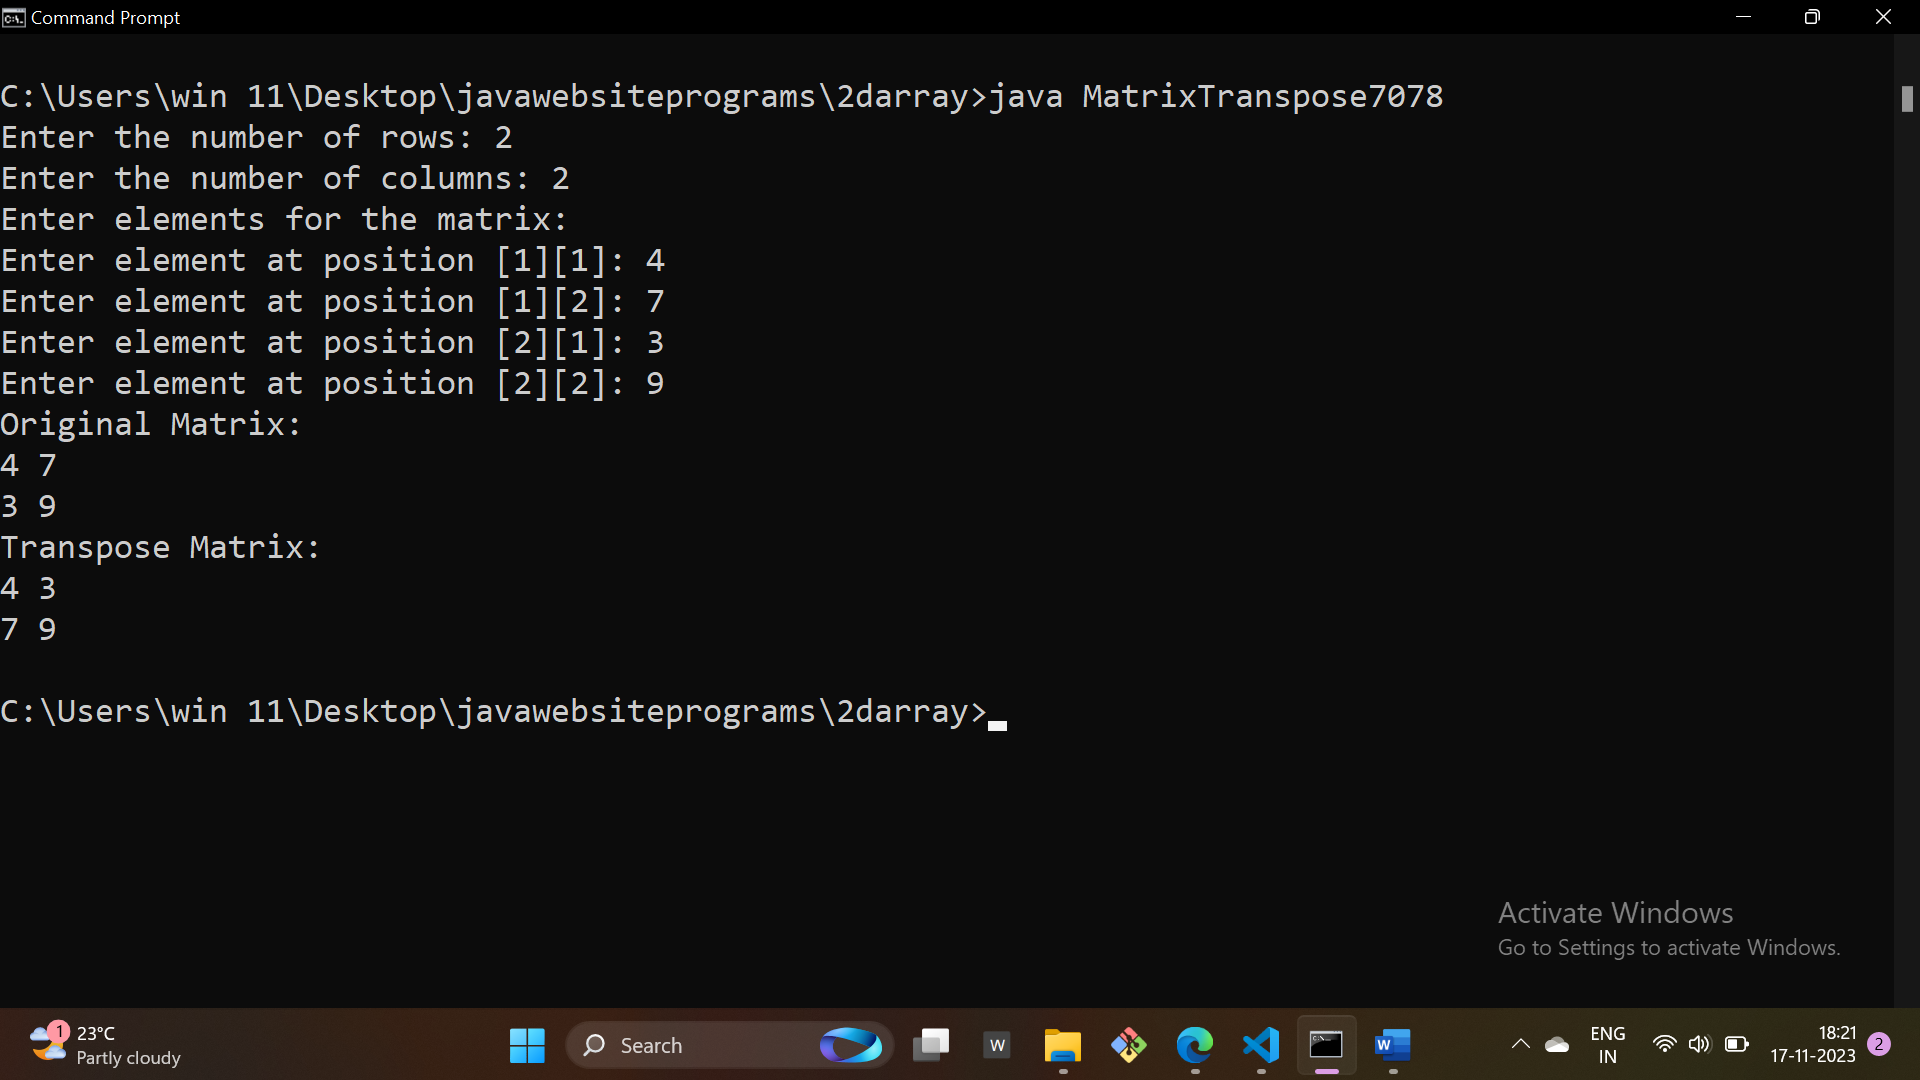 Command Prompt
C:\Users\win 11\Desktop\javawebsiteprograms\2darray>java MatrixTranspose7078
Enter the number of rows: 2
Enter the number of columns: 2
Enter elements for the matrix:
Enter element at position [1][1]: 4
Enter element at position [1][2]: 7
Enter element at position [2][1]: 3
Enter element at position [2][2]: 9
Original Matrix:
4 7
3 9
Transpose Matrix:
4 3
7 9
C:\Users\win 11\Desktop\javawebsiteprograms\2darray>
Activate Windows
Go to Settings to activate Windows.
1
23°C
Partly cloudy
Search
W
W
ENG
IN
18:21
17-11-2023
2